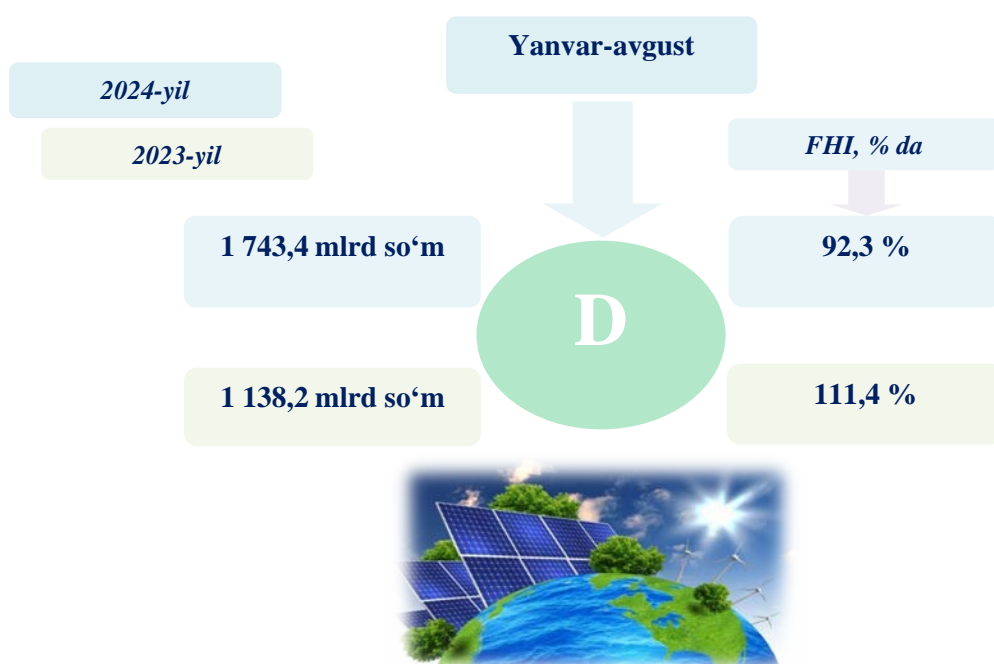 Yanvar-avgust
2024-yil
2023-yil
FHI, % da
1 743,4 mlrd so‘m
92,3 %
D
1 138,2 mlrd so‘m
111,4 %